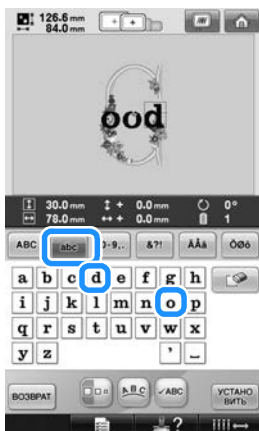 126.6 mm
84.0 mm
ood
30.0 mm + 0.0 mm 0°
78.0 mm + 0.0 mm 1
ABC abc 0-9,. &?! ÄÅä ÔØö
a b c d e f g h
i j k l m n o p
q r s t u v w x
y z ’ _
ВОЗВРАТ ABC ✓ABC УСТАНО
ВИТЬ
?